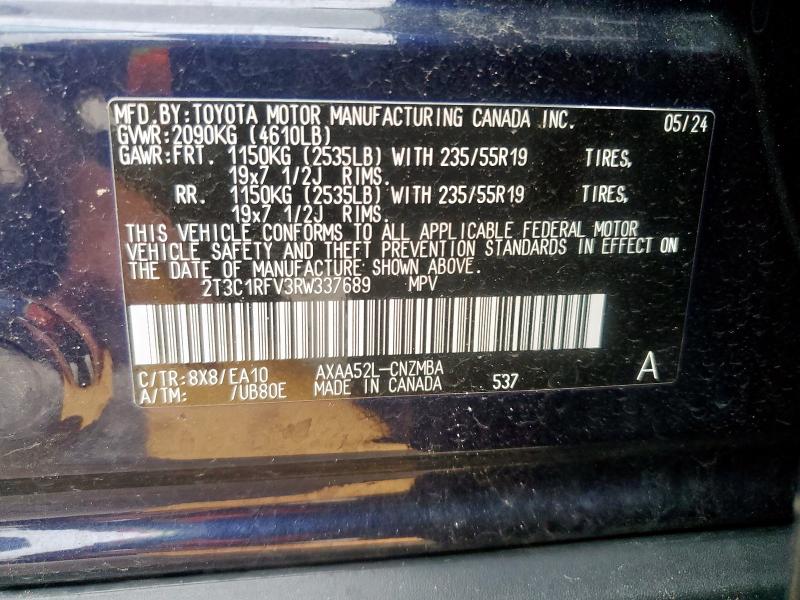 MFD.BY:TOYOTA MOTOR MANUFACTURING CANADA INC. 05/24
GVWR:2090KG (4610LB)
GAWR:FRT. 1150KG (2535LB) WITH 235/55R19 TIRES,
19x7 1/2J RIMS.
RR. 1150KG (2535LB) WITH 235/55R19 TIRES,
19x7 1/2J RIMS.
THIS VEHICLE CONFORMS TO ALL APPLICABLE FEDERAL MOTOR
VEHICLE SAFETY AND THEFT PREVENTION STANDARDS IN EFFECT ON
THE DATE OF MANUFACTURE SHOWN ABOVE.
2T3C1RFV3RW337689 MPV
C/TR:8X8/EA10 AXAA52L-CNZMBA A
A/TM: /UB80E MADE IN CANADA 537